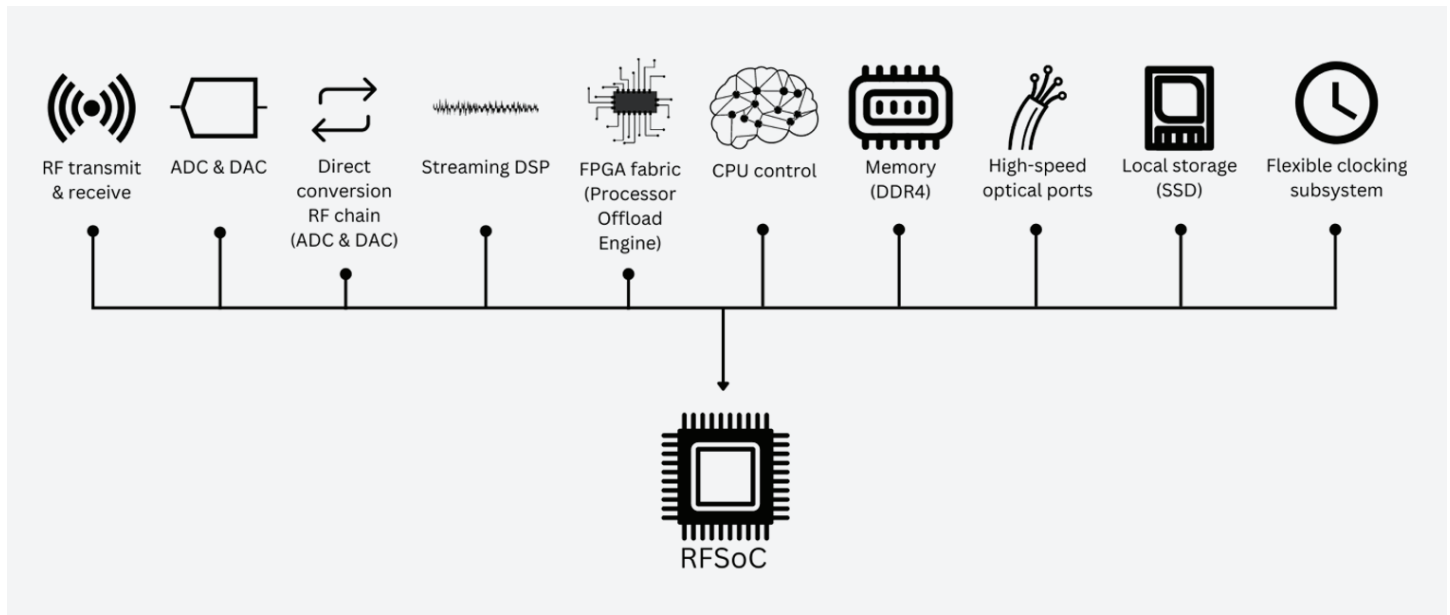 RF transmit
& receive
ADC & DAC
Direct
conversion
RF chain
(ADC & DAC)
Streaming DSP
FPGA fabric
(Processor
Offload
Engine)
CPU control
Memory
(DDR4)
High-speed
optical ports
Local storage
(SSD)
Flexible clocking
subsystem
RFSoC